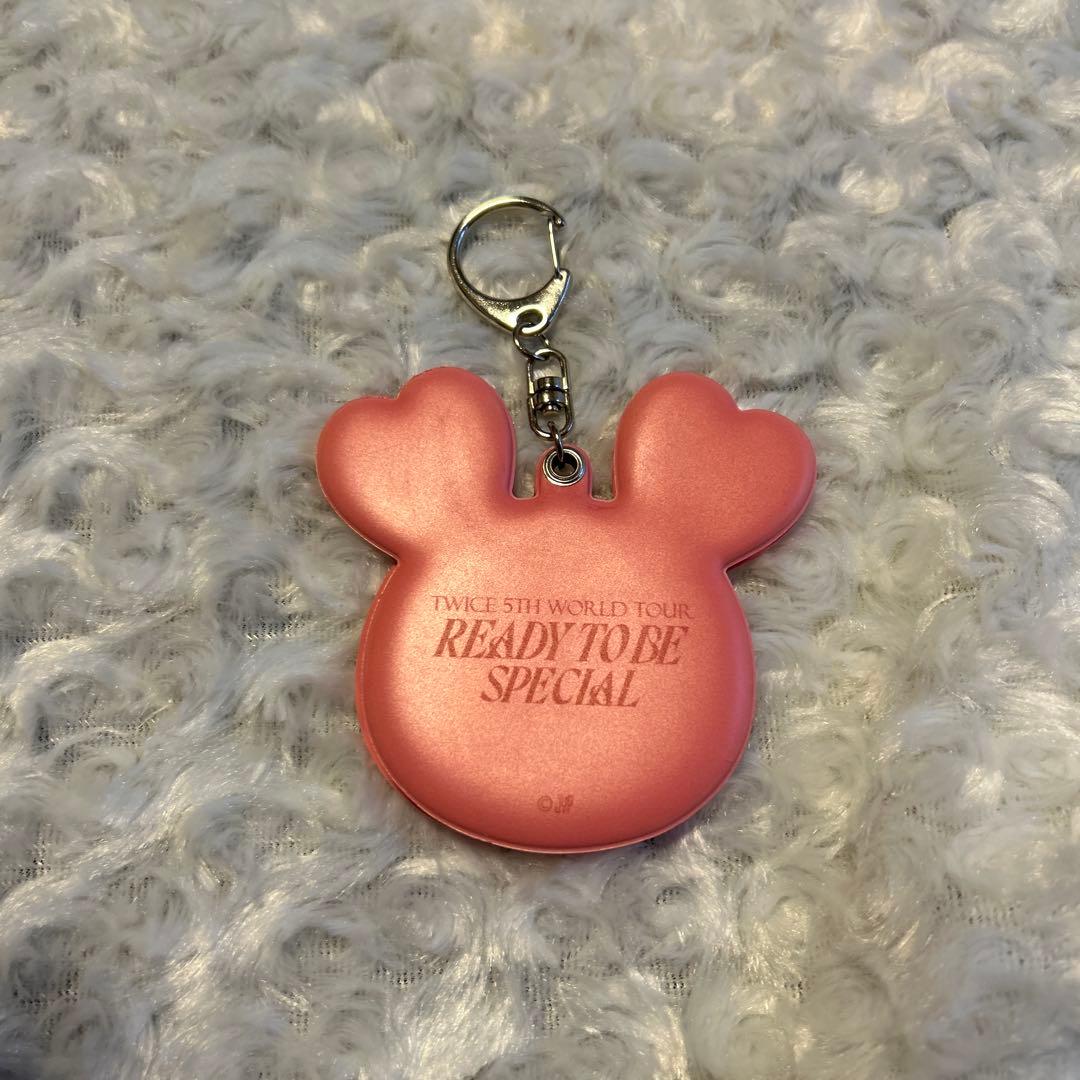 TWICE 5TH WORLD TOUR
READY TO BE
SPECIAL
©JYP